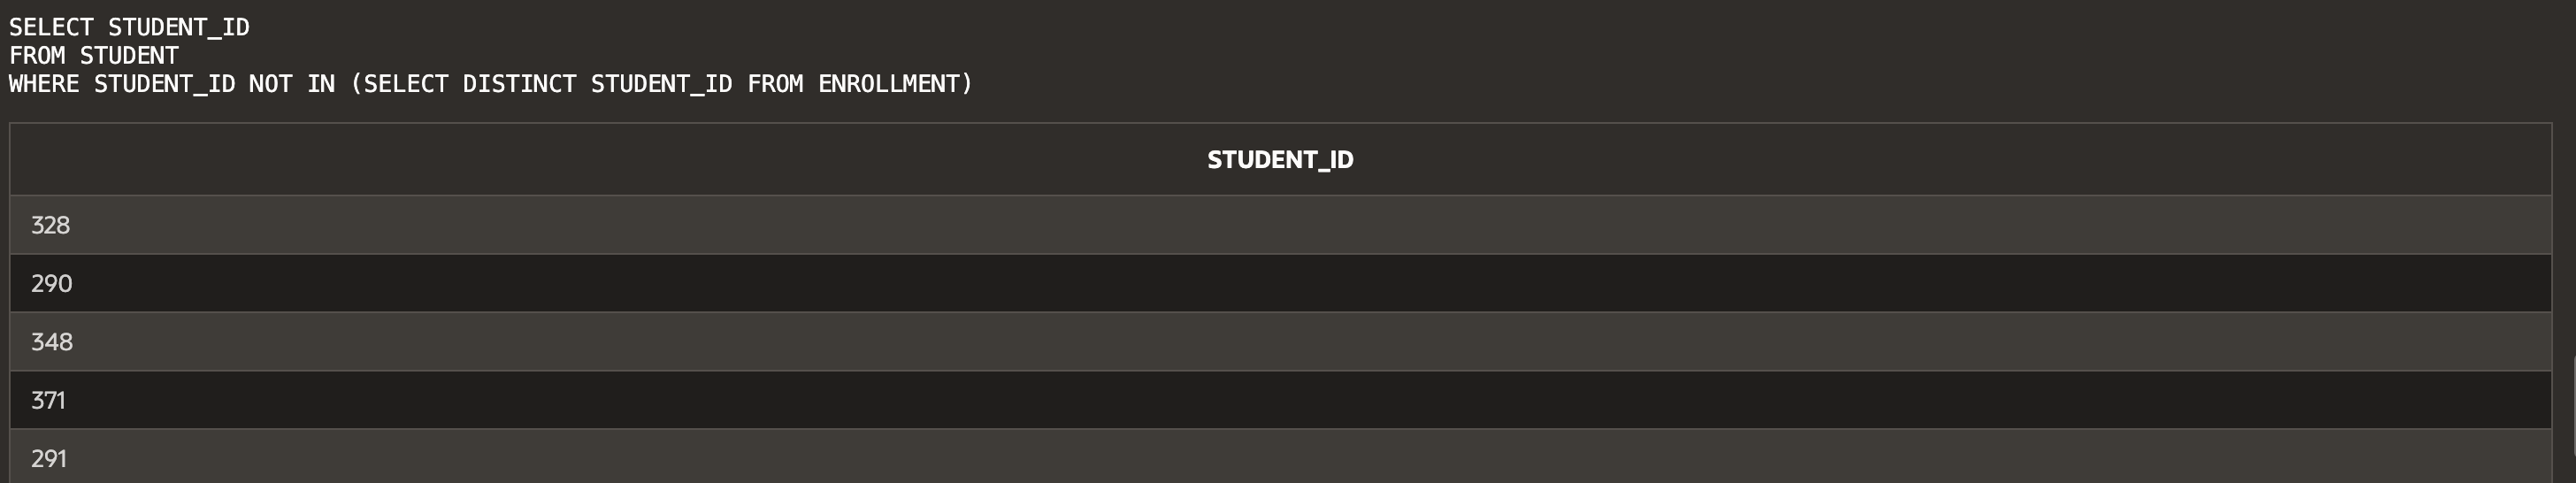 SELECT STUDENT_ID
FROM STUDENT
WHERE STUDENT_ID NOT IN (SELECT DISTINCT STUDENT_ID FROM ENROLLMENT)
STUDENT_ID
328
290
348
371
291